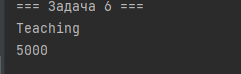 === Задача 6 ===
Teaching
5000